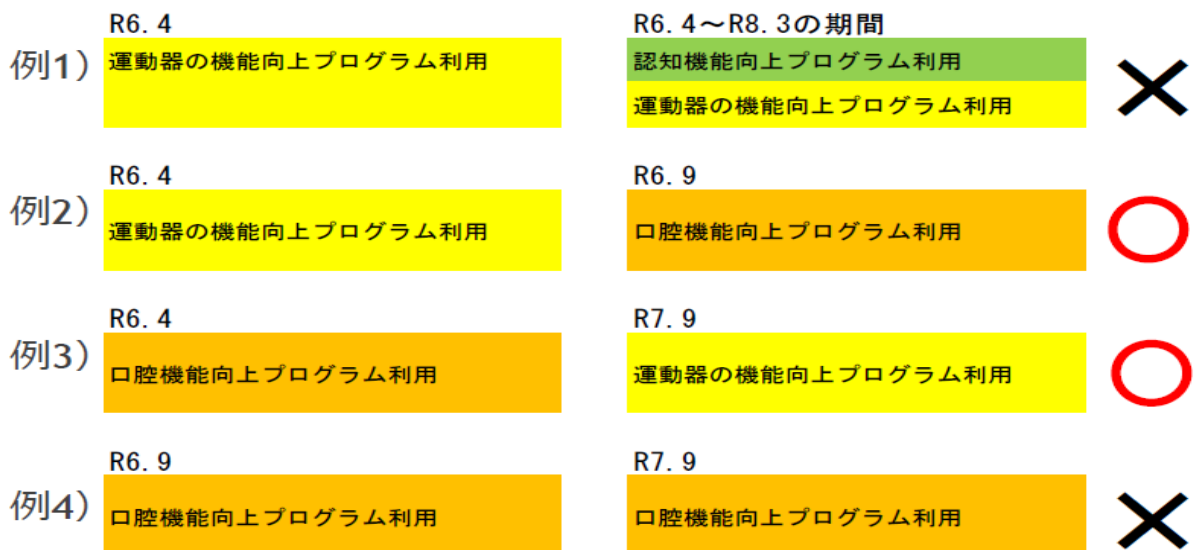 R6.4 R6.4～R8.3の期間
例1) 運動器の機能向上プログラム利用 認知機能向上プログラム利用
運動器の機能向上プログラム利用
R6.4 R6.9
例2) 運動器の機能向上プログラム利用 口腔機能向上プログラム利用
R6.4 R7.9
例3) 口腔機能向上プログラム利用 運動器の機能向上プログラム利用
R6.9 R7.9
例4) 口腔機能向上プログラム利用 口腔機能向上プログラム利用